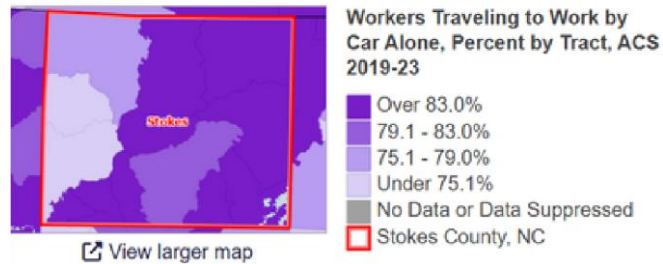 Workers Traveling to Work by
Car Alone, Percent by Tract, ACS
2019-23
Over 83.0%
79.1 - 83.0%
75.1 - 79.0%
Under 75.1%
No Data or Data Suppressed
Stokes County, NC
Stokes
View larger map